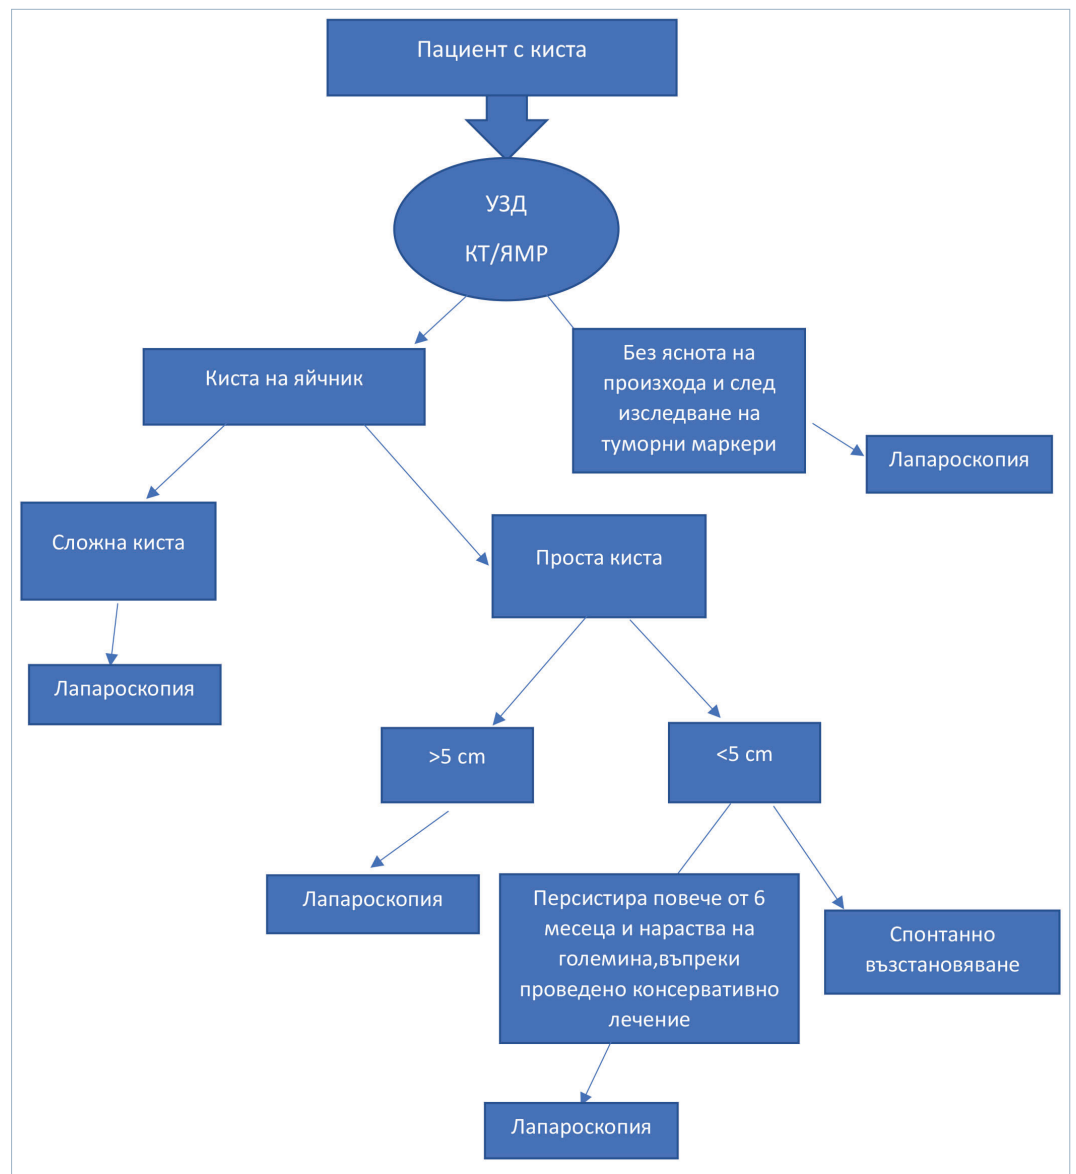 Пациент с киста
УЗД
КТ/ЯМР
Киста на яйчник
Без яснота на
произхода и след
изследване на
туморни маркери
Лапароскопия
Сложна киста
Проста киста
Лапароскопия
>5 cm
<5 cm
Лапароскопия
Персистира повече от 6
месеца и нараства на
големина,въпреки
проведено консервативно
лечение
Спонтанно
възстановяване
Лапароскопия